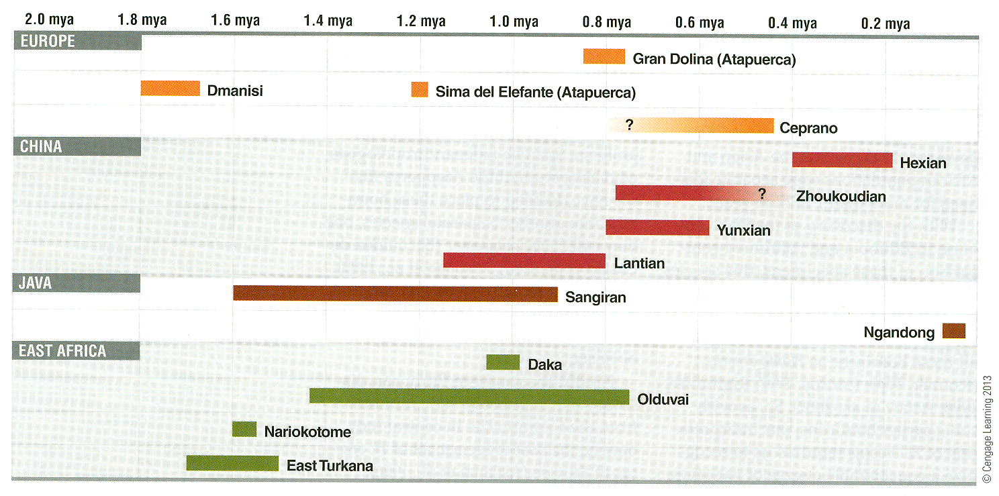 2.0 mya 1.8 mya 1.6 mya 1.4 mya 1.2 mya 1.0 mya 0.8 mya 0.6 mya 0.4 mya 0.2 mya
EUROPE
Gran Dolina (Atapuerca)
Dmanisi
Sima del Elefante (Atapuerca)
? Ceprano
CHINA
Hexian
? Zhoukoudian
Yunxian
Lantian
JAVA
Sangiran
Ngandong
EAST AFRICA
Daka
Olduvai
Nariokotome
East Turkana
© Cengage Learning 2013